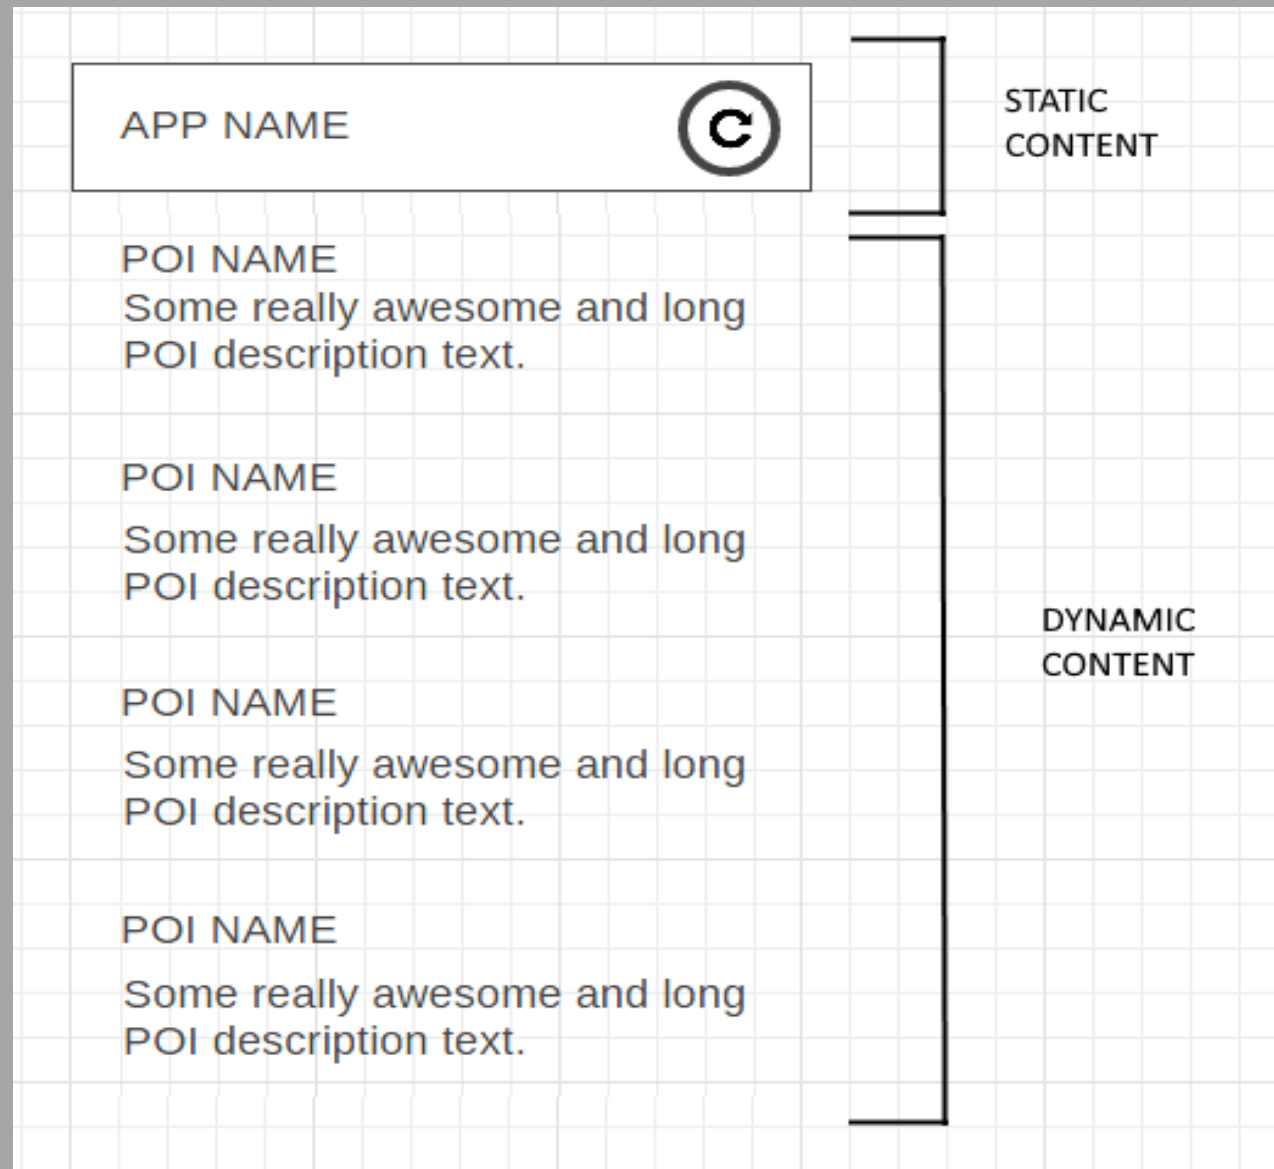 APP NAME
STATIC
CONTENT
POI NAME
Some really awesome and long
POI description text.
POI NAME
Some really awesome and long
POI description text.
DYNAMIC
CONTENT
POI NAME
Some really awesome and long
POI description text.
POI NAME
Some really awesome and long
POI description text.